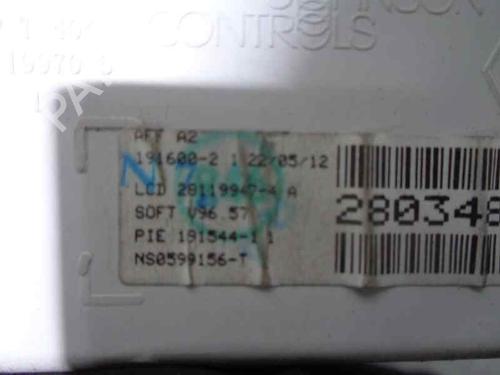 CONTROLS
AFF A2
191600-2 1 22/05/12
LCD 28119947-4 A
SOFT V96.57
PIE 191544-1 1
NS0599156-T
280348